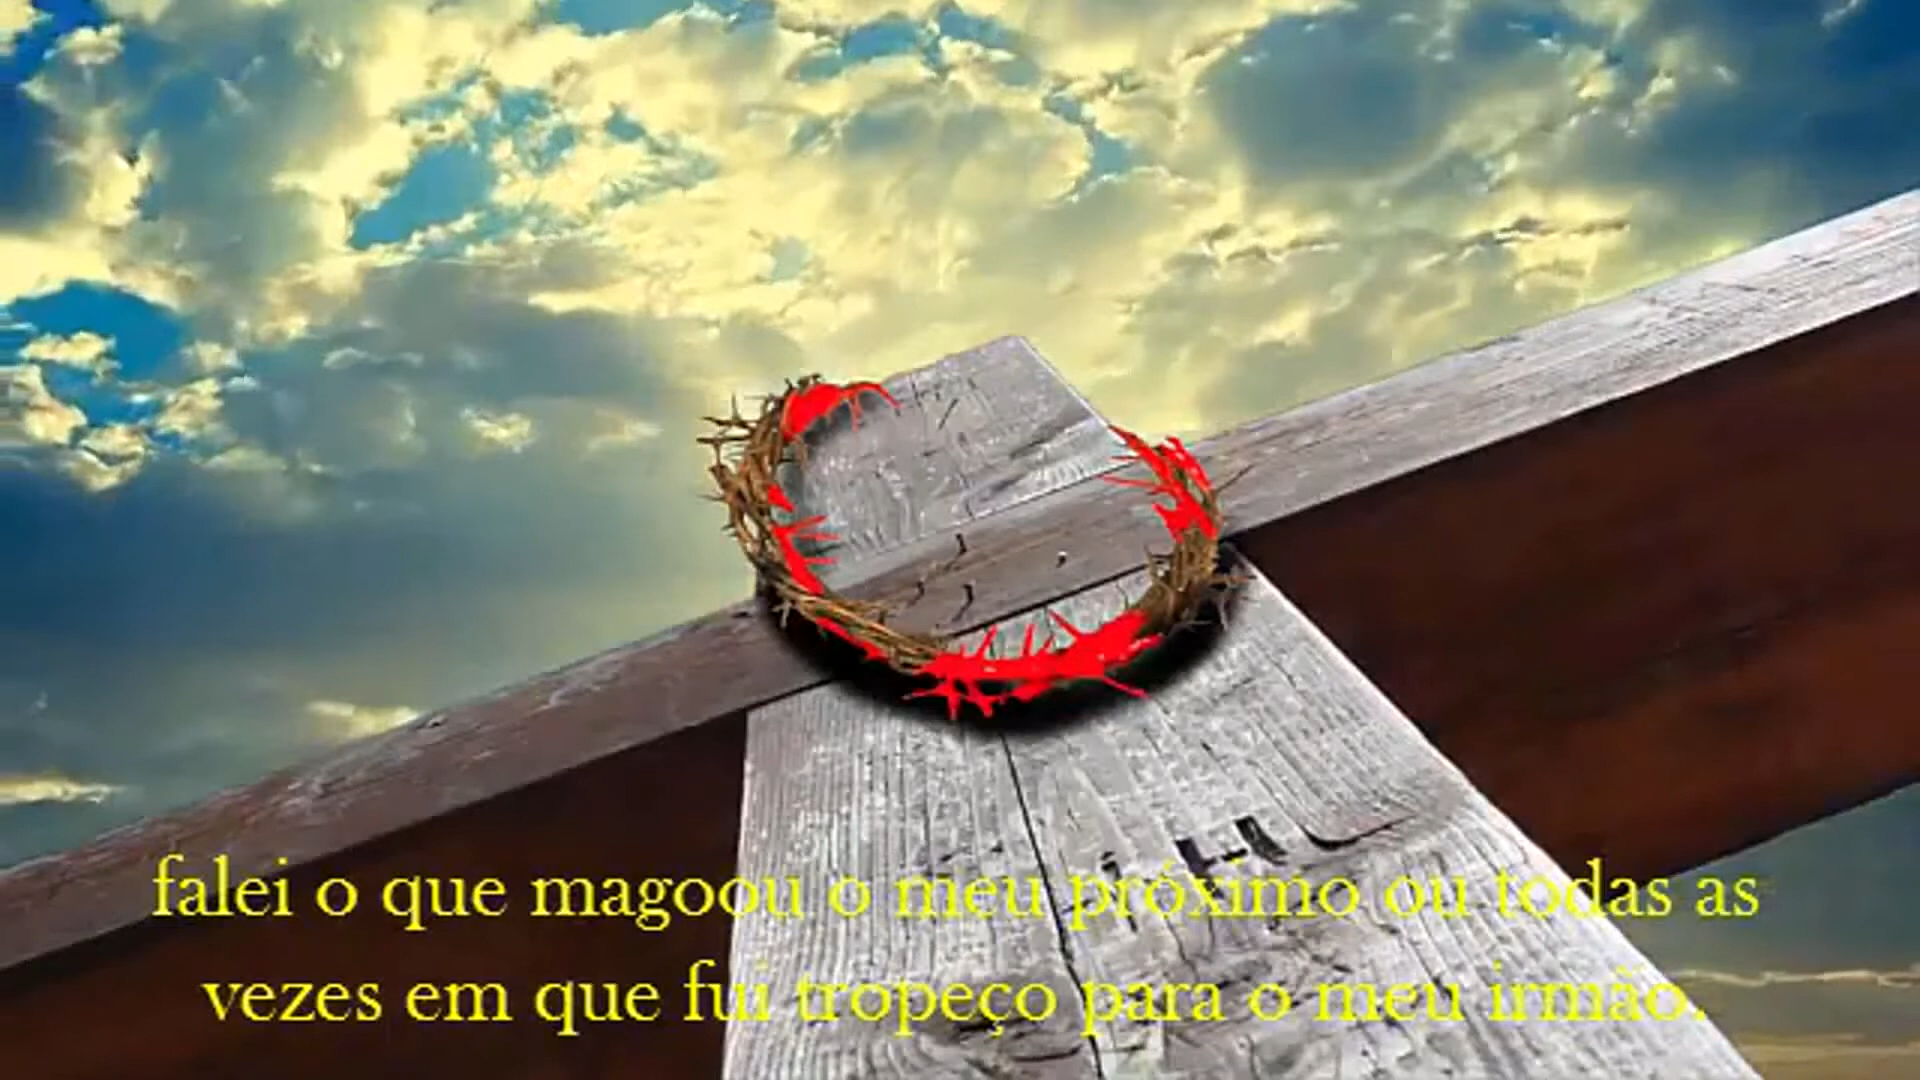 falei o que magoou o meu próximo ou todas as
vezes em que fui tropeço para o meu irmão.